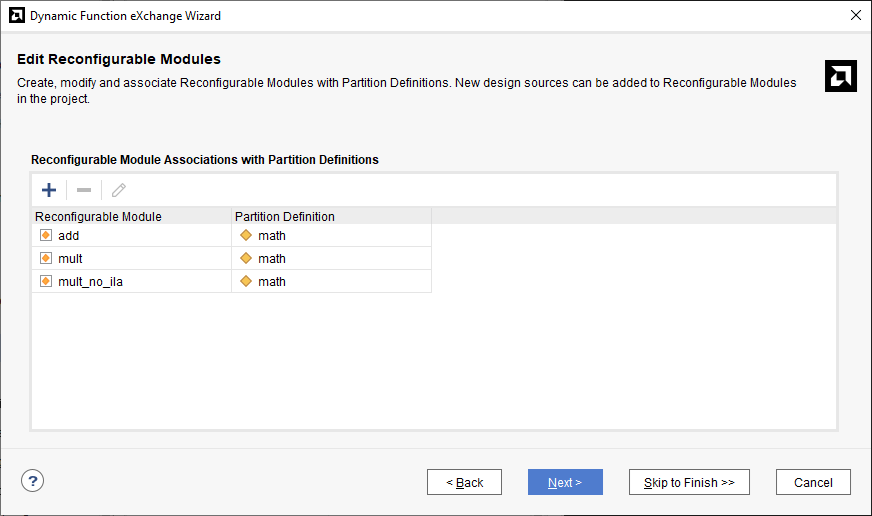 Dynamic Function eXchange Wizard
Edit Reconfigurable Modules
Create, modify and associate Reconfigurable Modules with Partition Definitions. New design sources can be added to Reconfigurable Modules
in the project.
Reconfigurable Module Associations with Partition Definitions
Reconfigurable Module Partition Definition
add math
mult math
mult_no_ila math
? < Back Next > Skip to Finish >> Cancel